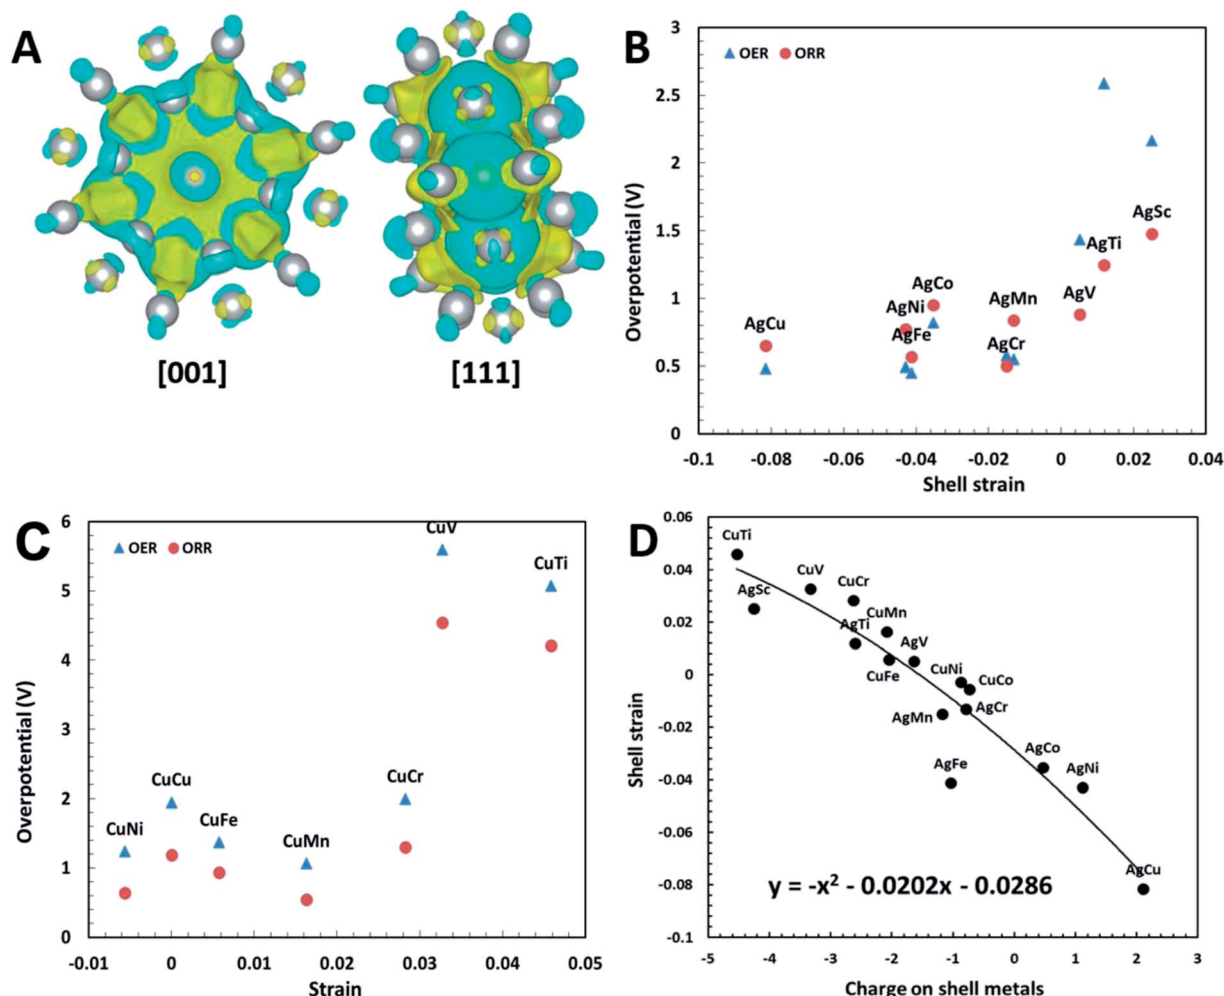 A
[001]
[111]
B
OER ORR
Overpotential (V)
3
2.5
2
1.5
1
0.5
0
AgSc
AgTi
AgCo
AgMn
AgNi
AgV
AgCu
AgFe
AgCr
-0.1 -0.08 -0.06 -0.04 -0.02 0 0.02 0.04
Shell strain
C
OER ORR
Overpotential (V)
6
5
4
3
2
1
0
CuV
CuTi
CuCu
CuCr
CuNi
CuFe
CuMn
-0.01 0 0.01 0.02 0.03 0.04 0.05
Strain
D
Shell strain
0.06
0.04
0.02
0
-0.02
-0.04
-0.06
-0.08
-0.1
CuTi
CuV
CuCr
AgSc
CuMn
AgTi
AgV
CuFe
CuNi
CuCo
AgMn
AgCr
AgCo
AgFe
AgNi
AgCu
y = -x² - 0.0202x - 0.0286
-5 -4 -3 -2 -1 0 1 2 3
Charge on shell metals